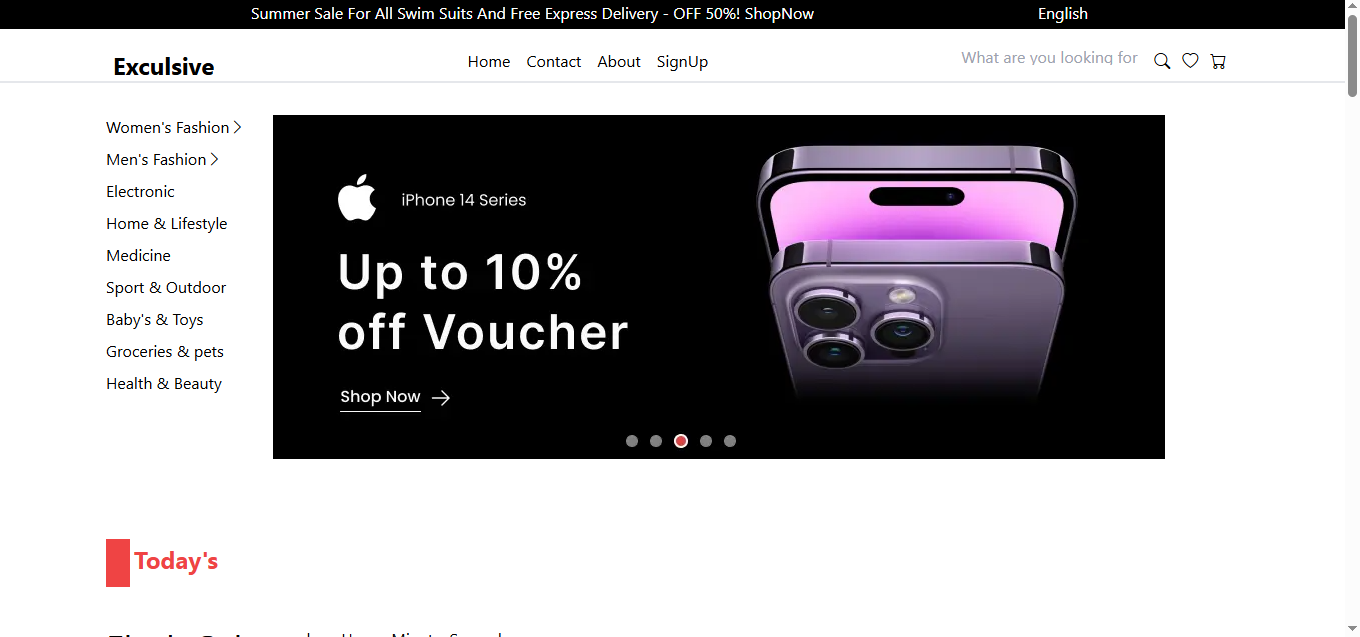 Summer Sale For All Swim Suits And Free Express Delivery - OFF 50%! ShopNow English
Exculsive Home Contact About SignUp What are you looking for
Women's Fashion
Men's Fashion
Electronic
Home & Lifestyle
Medicine
Sport & Outdoor
Baby's & Toys
Groceries & pets
Health & Beauty
iPhone 14 Series
Up to 10%
off Voucher
Shop Now
Today's